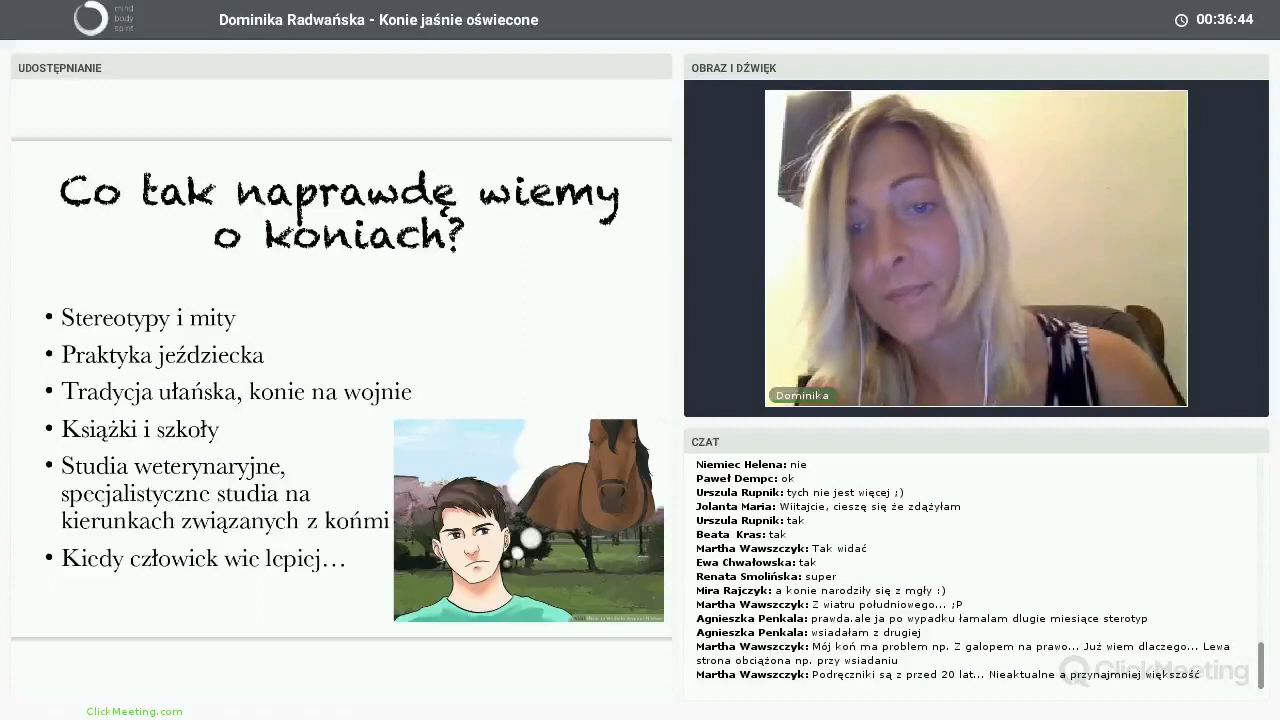 mind
body
spirit
Dominika Radwańska - Konie jaśnie oświecone
00:36:44
UDOSTĘPNIANIE
Co tak naprawdę wiemy
o koniach?
• Stereotypy i mity
• Praktyka jeździecka
• Tradycja ułańska, konie na wojnie
• Książki i szkoły
• Studia weterynaryjne,
specjalistyczne studia na
kierunkach związanych z końmi
• Kiedy człowiek wie lepiej…
OBRAZ I DŹWIĘK
Dominika
CZAT
Niemiec Helena: nie
Paweł Dempc: ok
Urszula Rupnik: tych nie jest więcej ;)
Jolanta Maria: Wiitajcie, cieszę się że zdążyłam
Urszula Rupnik: tak
Beata Kras: tak
Martha Wawszczyk: Tak widać
Ewa Chwałowska: tak
Renata Smolińska: super
Mira Rajczyk: a konie narodziły się z mgły :)
Martha Wawszczyk: Z wiatru południowego... ;P
Agnieszka Penkala: prawda.ale ja po wypadku łamalam dlugie miesiące sterotyp
Agnieszka Penkala: wsiadałam z drugiej
Martha Wawszczyk: Mój koń ma problem np. Z galopem na prawo... Już wiem dlaczego... Lewa
strona obciążona np. przy wsiadaniu
Martha Wawszczyk: Podręczniki są z przed 20 lat... Nieaktualne a przynajmniej większość
ClickMeeting
ClickMeeting.com